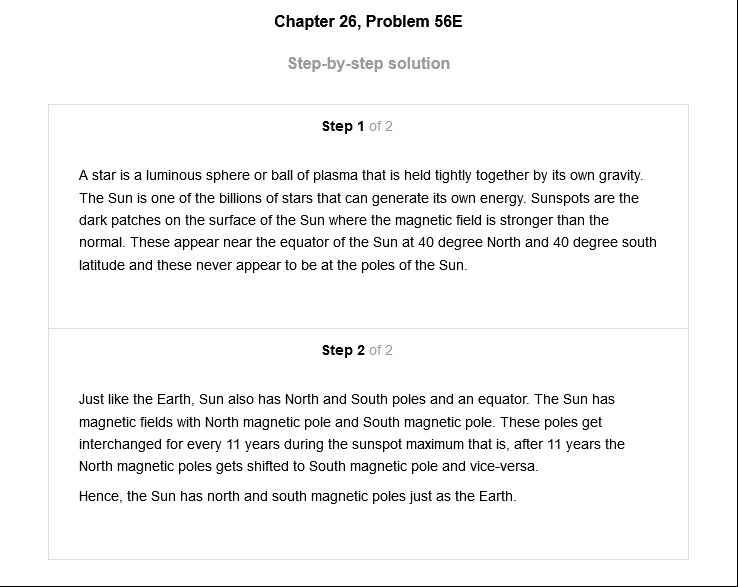 Chapter 26, Problem 56E
Step-by-step solution
Step 1 of 2
A star is a luminous sphere or ball of plasma that is held tightly together by its own gravity.
The Sun is one of the billions of stars that can generate its own energy. Sunspots are the
dark patches on the surface of the Sun where the magnetic field is stronger than the
normal. These appear near the equator of the Sun at 40 degree North and 40 degree south
latitude and these never appear to be at the poles of the Sun.
Step 2 of 2
Just like the Earth, Sun also has North and South poles and an equator. The Sun has
magnetic fields with North magnetic pole and South magnetic pole. These poles get
interchanged for every 11 years during the sunspot maximum that is, after 11 years the
North magnetic poles gets shifted to South magnetic pole and vice-versa.
Hence, the Sun has north and south magnetic poles just as the Earth.